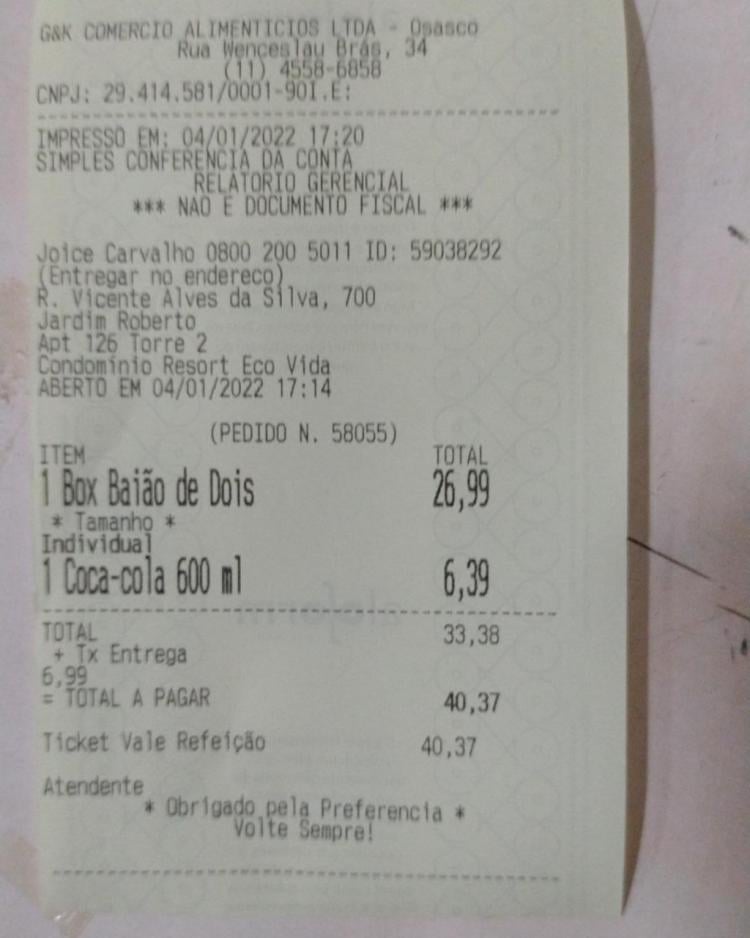 G&K COMERCIO ALIMENTICIOS LTDA - Osasco
Rua Wenceslau Brás, 34
(11) 4558-6858
CNPJ: 29.414.581/0001-90I.E:
IMPRESSO EM: 04/01/2022 17:20
SIMPLES CONFERENCIA DA CONTA
RELATORIO GERENCIAL
*** NAO E DOCUMENTO FISCAL ***
Joice Carvalho 0800 200 5011 ID: 59038292
(Entregar no endereco)
R. Vicente Alves da Silva, 700
Jardim Roberto
Apt 126 Torre 2
Condomínio Resort Eco Vida
ABERTO EM 04/01/2022 17:14
(PEDIDO N. 58055)
ITEM TOTAL
1 Box Baião de Dois 26,99
* Tamanho *
Individual
1 Coca-cola 600 ml 6,39
TOTAL 33,38
+ Tx Entrega
6,99
= TOTAL A PAGAR 40,37
Ticket Vale Refeição 40,37
Atendente
* Obrigado pela Preferencia *
Volte Sempre!